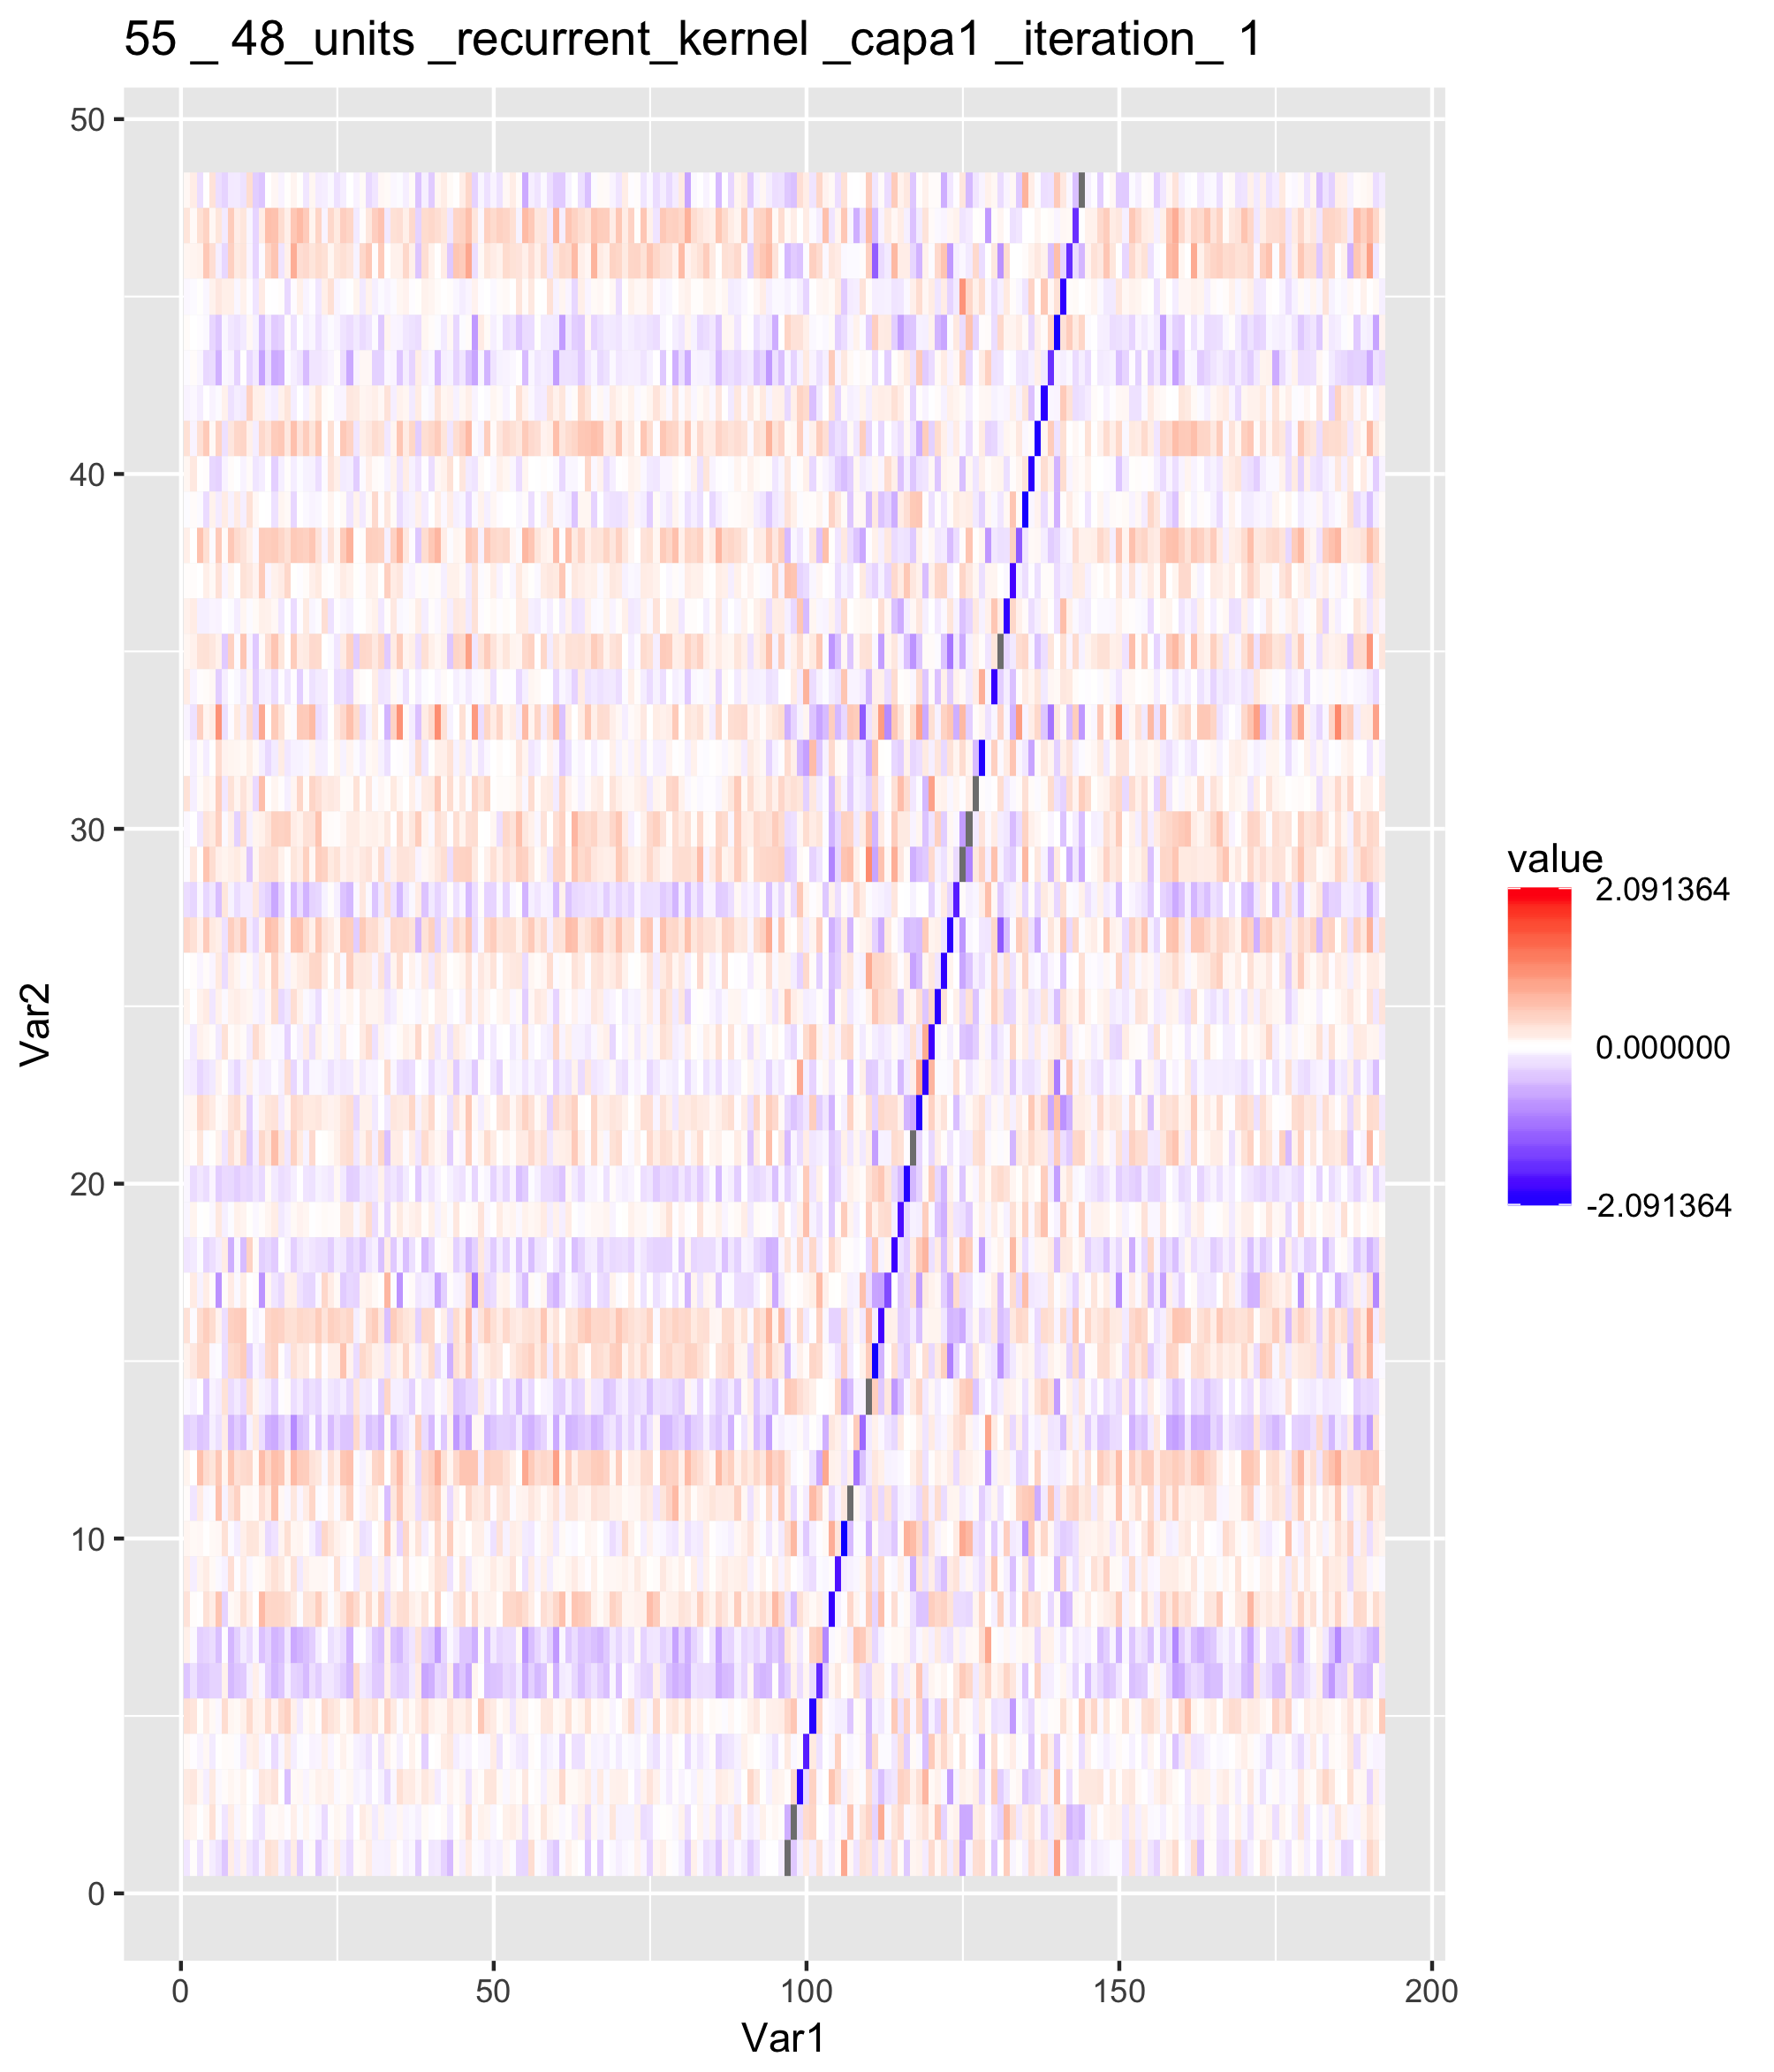 55 _ 48_units _recurrent_kernel _capa1 _iteration_ 1
50
40
30
20
10
0
Var2
0 50 100 150 200
Var1
value
2.091364
0.000000
-2.091364